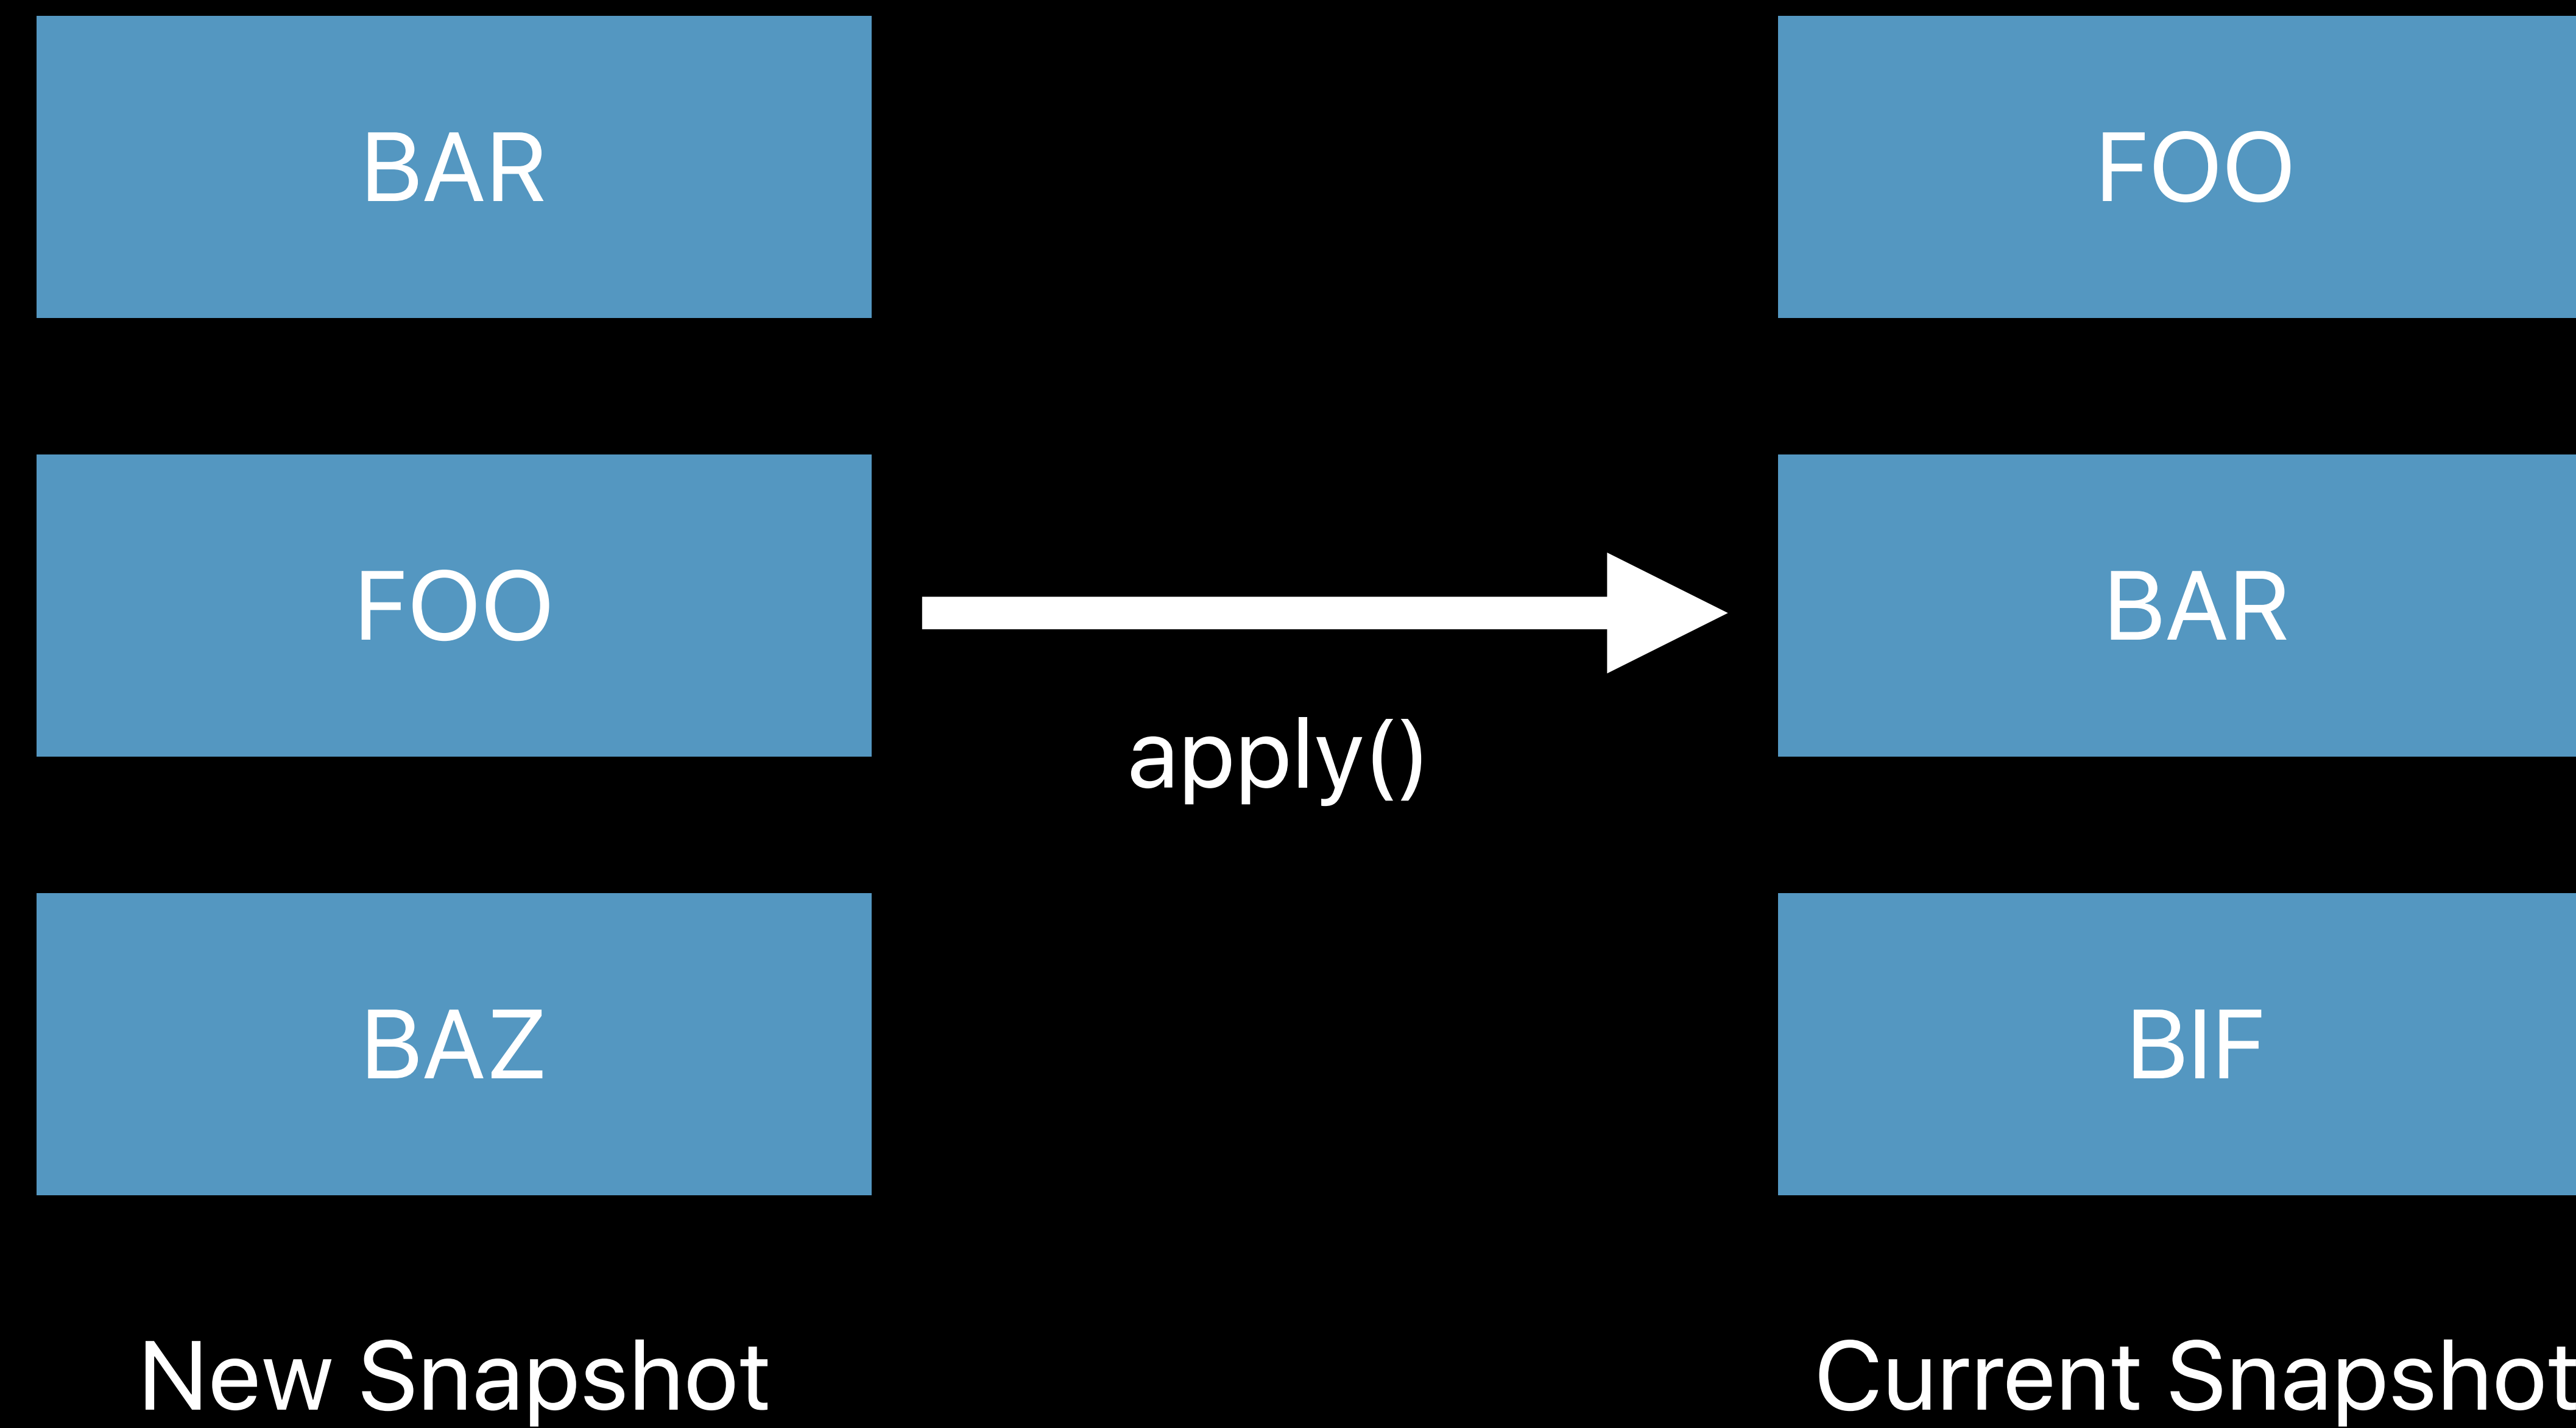 BAR
FOO
BAZ
New Snapshot
apply()
FOO
BAR
BIF
Current Snapshot